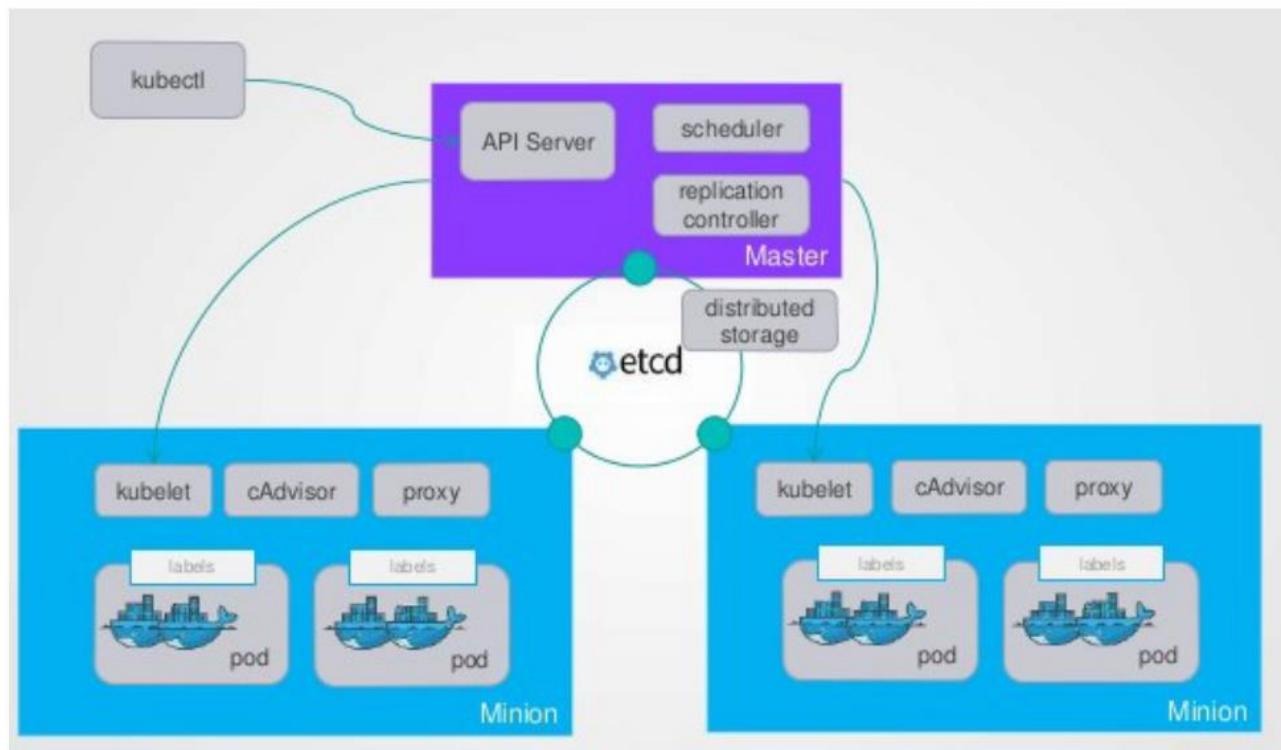 kubectl
API Server
scheduler
replication
controller
Master
distributed
storage
etcd
kubelet
cAdvisor
proxy
labels
labels
pod
pod
Minion
kubelet
cAdvisor
proxy
labels
labels
pod
pod
Minion